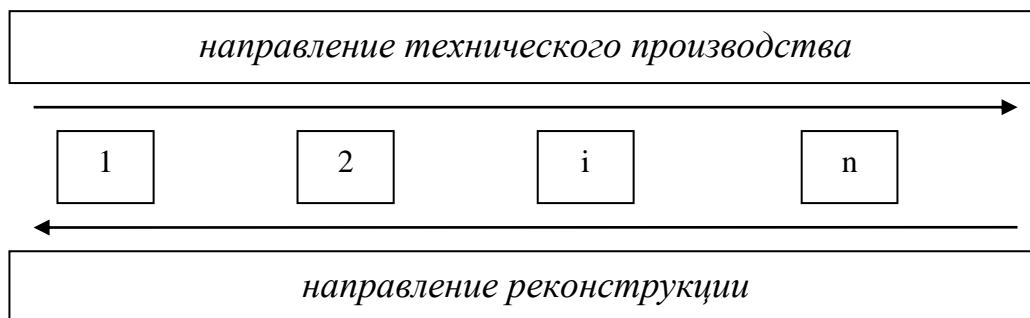 направление технического производства
1 2 i n
направление реконструкции